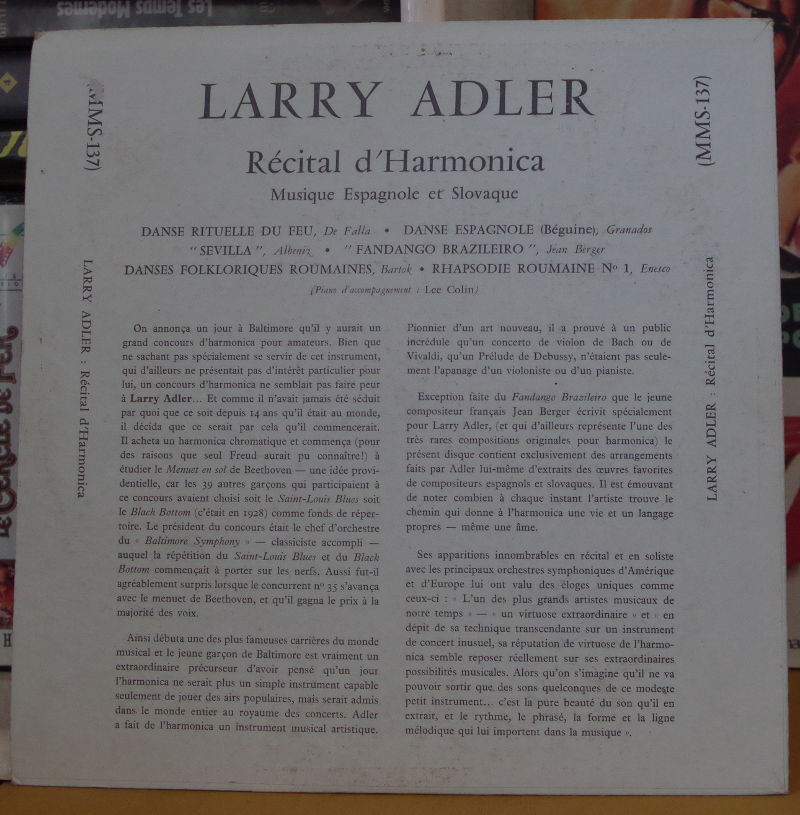 Les Temps Modernes
LARRY ADLER
Récital d'Harmonica
Musique Espagnole et Slovaque
DANSE RITUELLE DU FEU, De Falla • DANSE ESPAGNOLE (Béguine), Granados
"SEVILLA", Albeniz • "FANDANGO BRAZILEIRO", Jean Berger
DANSES FOLKLORIQUES ROUMAINES, Bartok • RHAPSODIE ROUMAINE Nº 1, Enesco
(Piano d'accompagnement : Lee Colin)
MMS-137)
LARRY ADLER : Récital d'Harmonica
On annonça un jour à Baltimore qu'il y aurait un
grand concours d'harmonica pour amateurs. Bien que
ne sachant pas spécialement se servir de cet instrument,
qui d'ailleurs ne présentait pas d'intérêt particulier pour
lui, un concours d'harmonica ne semblait pas faire peur
à Larry Adler... Et comme il n'avait jamais été séduit
par quoi que ce soit depuis 14 ans qu'il était au monde,
il décida que ce serait par cela qu'il commencerait.
Il acheta un harmonica chromatique et commença (pour
des raisons que seul Freud aurait pu connaître!) à
étudier le Menuet en sol de Beethoven — une idée provi-
dentielle, car les 39 autres garçons qui participaient à
ce concours avaient choisi soit le Saint-Louis Blues soit
le Black Bottom (c'était en 1928) comme fonds de réper-
toire. Le président du concours était le chef d'orchestre
du « Baltimore Symphony » — classiciste accompli —
auquel la répétition du Saint-Louis Blues et du Black
Bottom commençait à porter sur les nerfs. Aussi fut-il
agréablement surpris lorsque le concurrent nº 35 s'avança
avec le menuet de Beethoven, et qu'il gagna le prix à la
majorité des voix.
Ainsi débuta une des plus fameuses carrières du monde
musical et le jeune garçon de Baltimore est vraiment un
extraordinaire précurseur d'avoir pensé qu'un jour
l'harmonica ne serait plus un simple instrument capable
seulement de jouer des airs populaires, mais serait admis
dans le monde entier au royaume des concerts. Adler
a fait de l'harmonica un instrument musical artistique.
Pionnier d'un art nouveau, il a prouvé à un public
incrédule qu'un concerto de violon de Bach ou de
Vivaldi, qu'un Prélude de Debussy, n'étaient pas seule-
ment l'apanage d'un violoniste ou d'un pianiste.
Exception faite du Fandango Brazileiro que le jeune
compositeur français Jean Berger écrivit spécialement
pour Larry Adler, (et qui d'ailleurs représente l'une des
très rares compositions originales pour harmonica) le
présent disque contient exclusivement des arrangements
faits par Adler lui-même d'extraits des œuvres favorites
de compositeurs espagnols et slovaques. Il est émouvant
de noter combien à chaque instant l'artiste trouve le
chemin qui donne à l'harmonica une vie et un langage
propres — même une âme.
Ses apparitions innombrables en récital et en soliste
avec les principaux orchestres symphoniques d'Amérique
et d'Europe lui ont valu des éloges uniques comme
ceux-ci : « L'un des plus grands artistes musicaux de
notre temps » — « un virtuose extraordinaire » et « en
dépit de sa technique transcendante sur un instrument
de concert inusuel, sa réputation de virtuose de l'harmo-
nica semble reposer réellement sur ses extraordinaires
possibilités musicales. Alors qu'on s'imagine qu'il ne va
pouvoir sortir que des sons quelconques de ce modeste
petit instrument... c'est la pure beauté du son qu'il en
extrait, et le rythme, le phrasé, la forme et la ligne
mélodique qui lui importent dans la musique ».
(MMS-137)
LARRY ADLER : Récital d'Harmonica